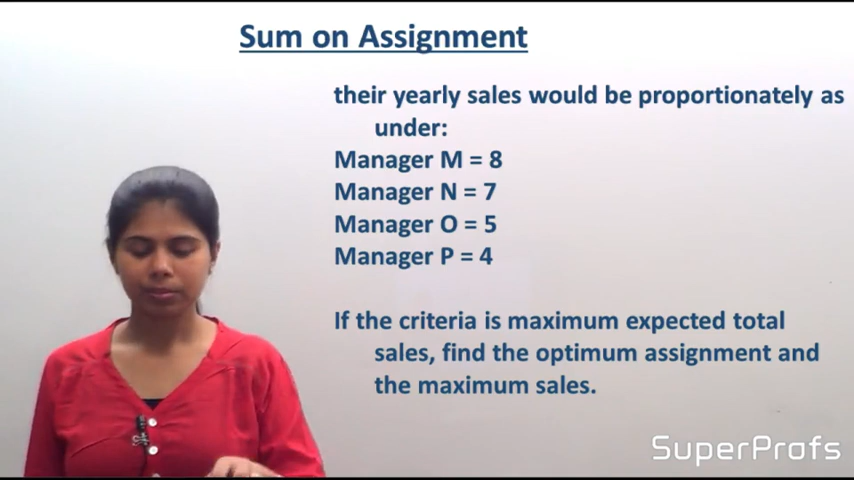 Sum on Assignment
their yearly sales would be proportionately as
under:
Manager M = 8
Manager N = 7
Manager O = 5
Manager P = 4
If the criteria is maximum expected total
sales, find the optimum assignment and
the maximum sales.
SuperProfs